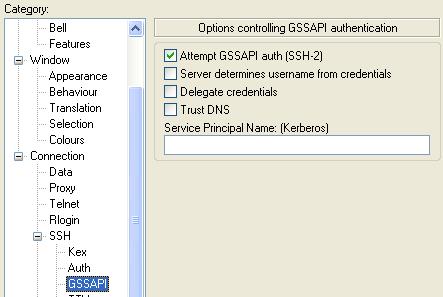 Category:
Bell
Features
Window
Appearance
Behaviour
Translation
Selection
Colours
Connection
Data
Proxy
Telnet
Rlogin
SSH
Kex
Auth
GSSAPI
Options controlling GSSAPI authentication
Attempt GSSAPI auth (SSH-2)
Server determines username from credentials
Delegate credentials
Trust DNS
Service Principal Name: (Kerberos)